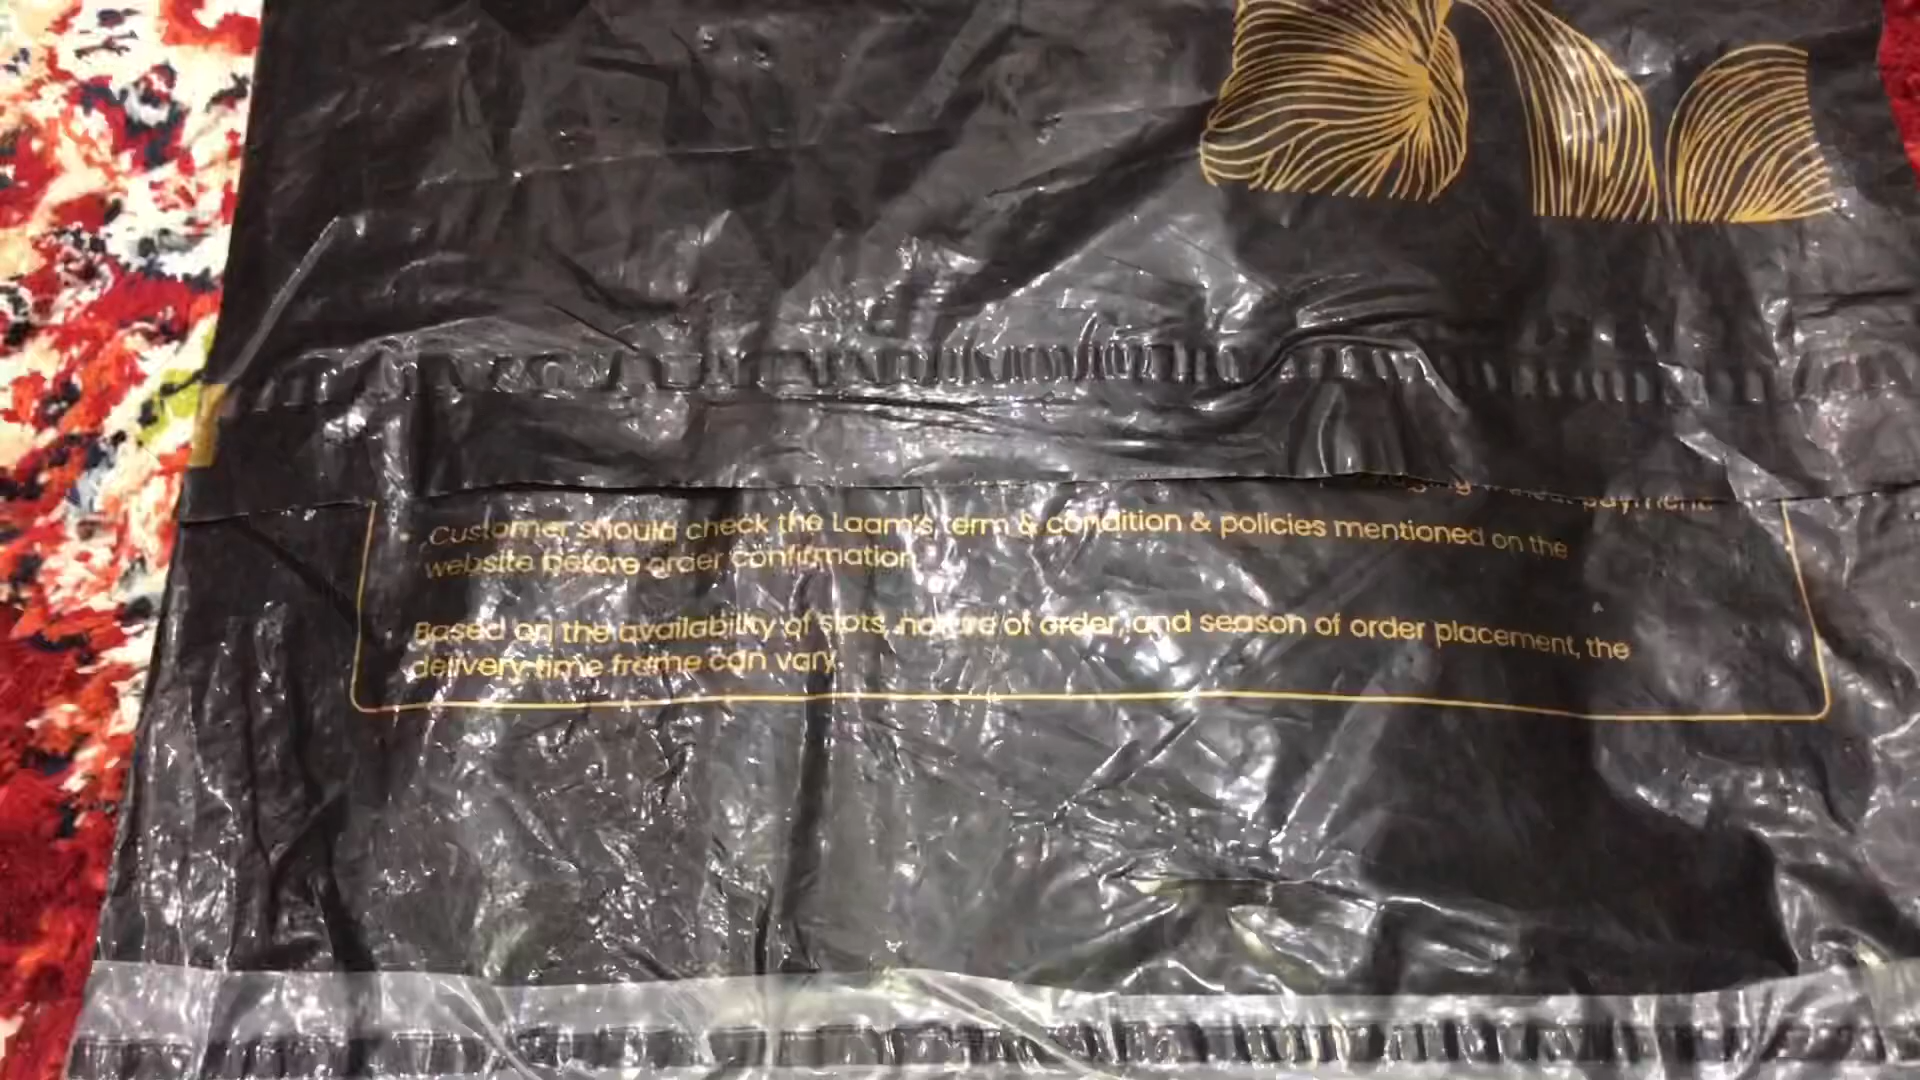 payment.
Customer should check the Laam's term & condition & policies mentioned on the
website before order confirmation.
Based on the availability of slots, nature of order, and season of order placement, the
delivery time frame can vary.